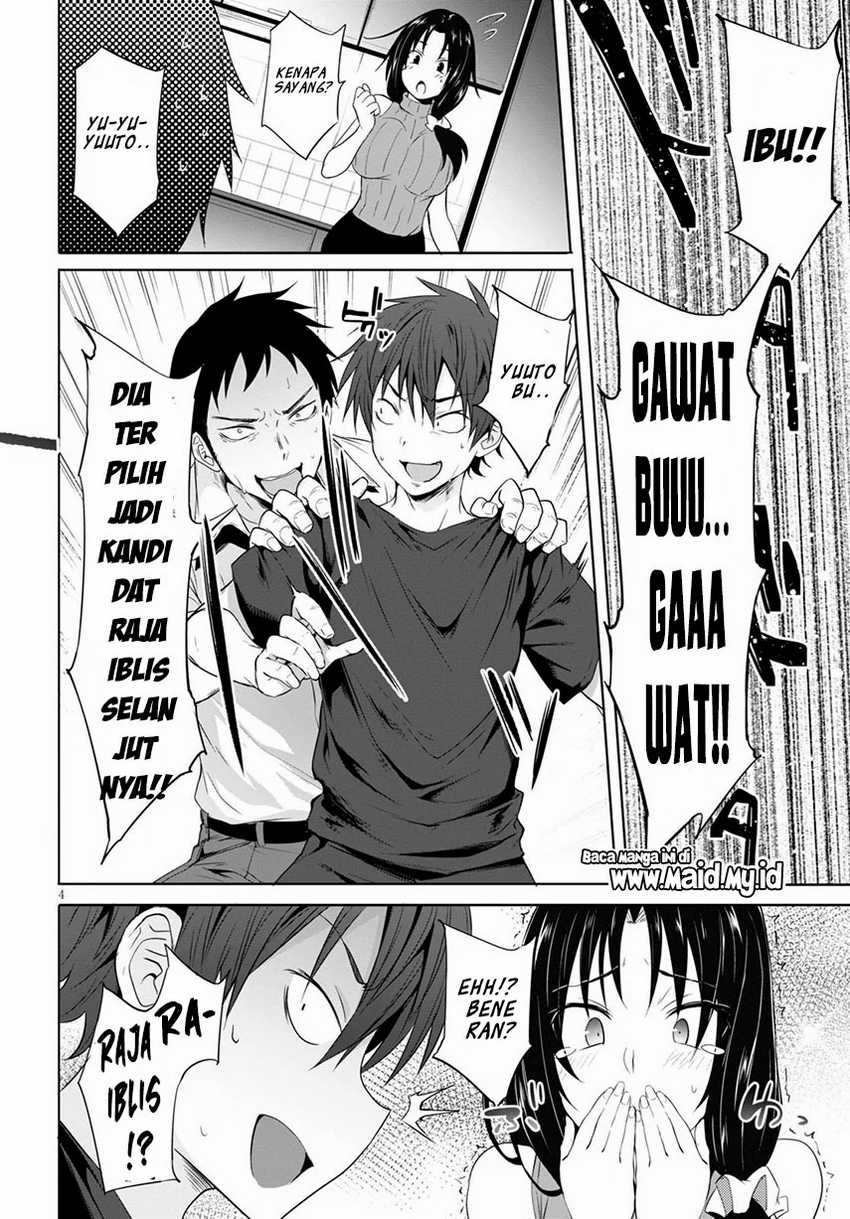 IBU!!
GAWAT
BUUU...
GAAA
WAT!!
KENAPA
SAYANG?
YU-YU-
YUUTO..
YUUTO
BU..
DIA
TER
PILIH
JADI
KANDI
DAT
RAJA
IBLIS
SELAN
JUT
NYA!!
Baca Manga ini di
www.Maid.My.id
4
EHH!?
BENE
RAN?
RA-
RAJA
IBLIS
!?